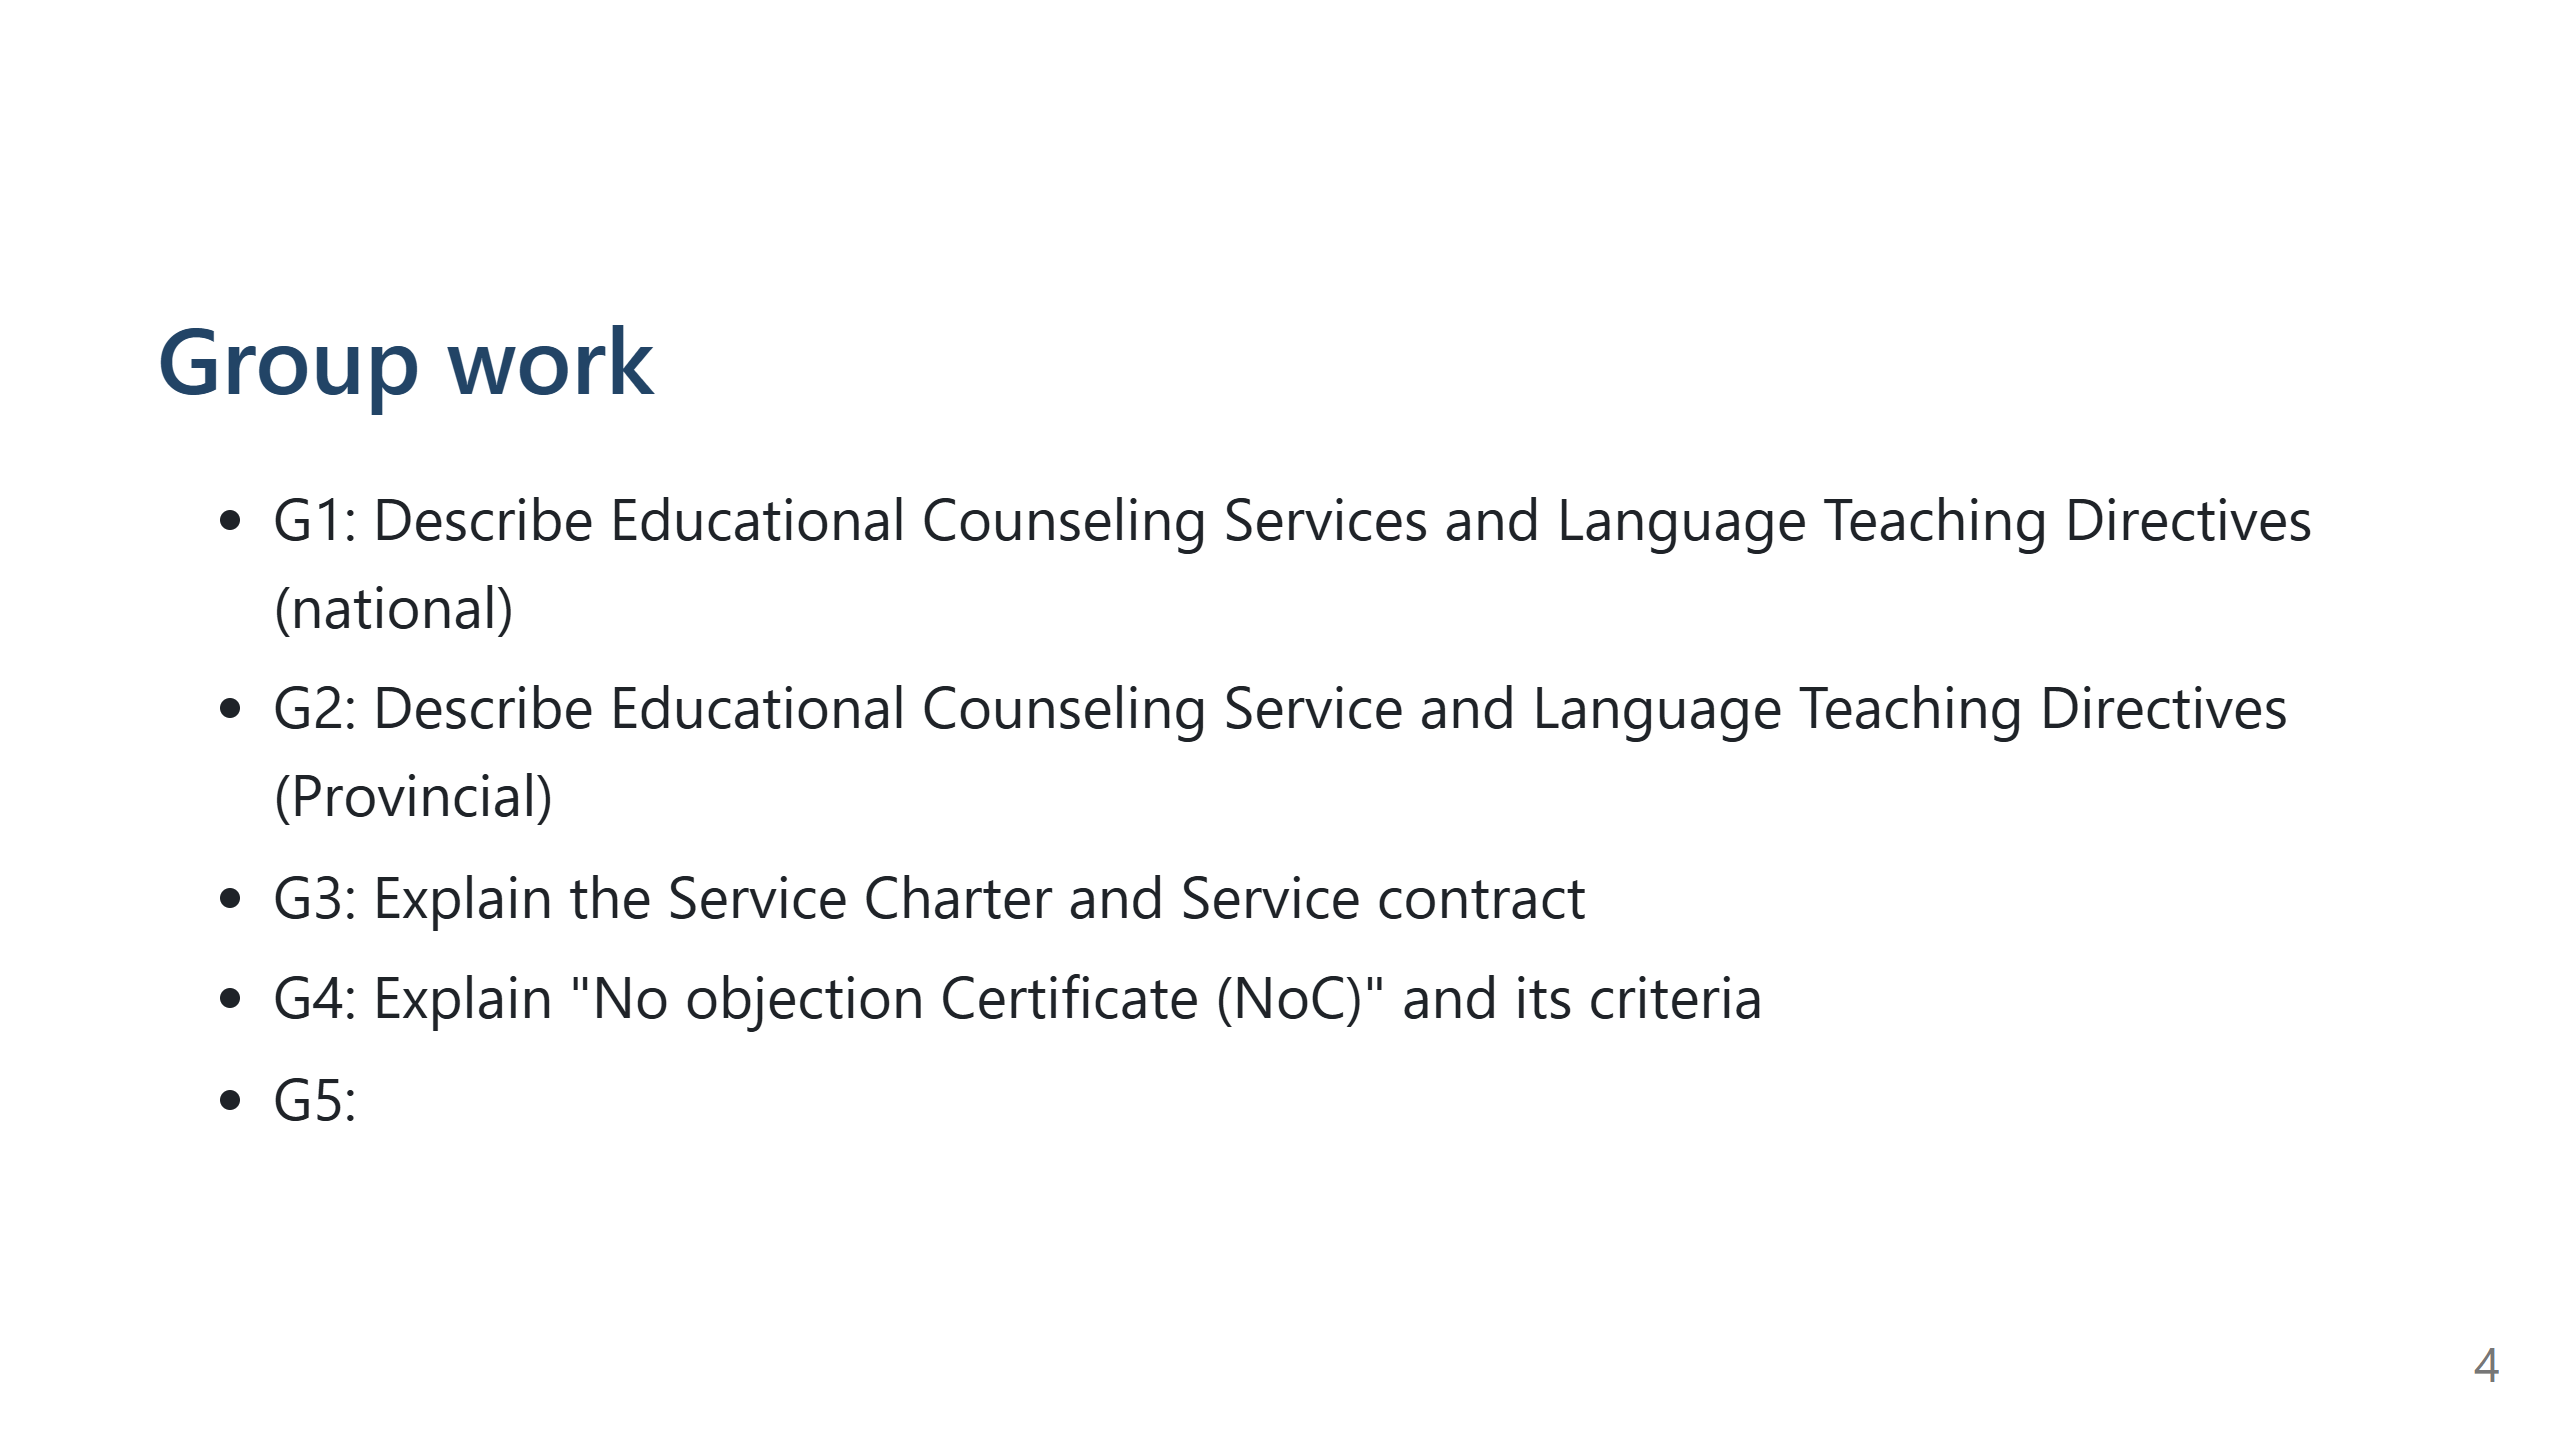 Group work
• G1: Describe Educational Counseling Services and Language Teaching Directives
(national)
• G2: Describe Educational Counseling Service and Language Teaching Directives
(Provincial)
• G3: Explain the Service Charter and Service contract
• G4: Explain "No objection Certificate (NoC)" and its criteria
• G5:
4